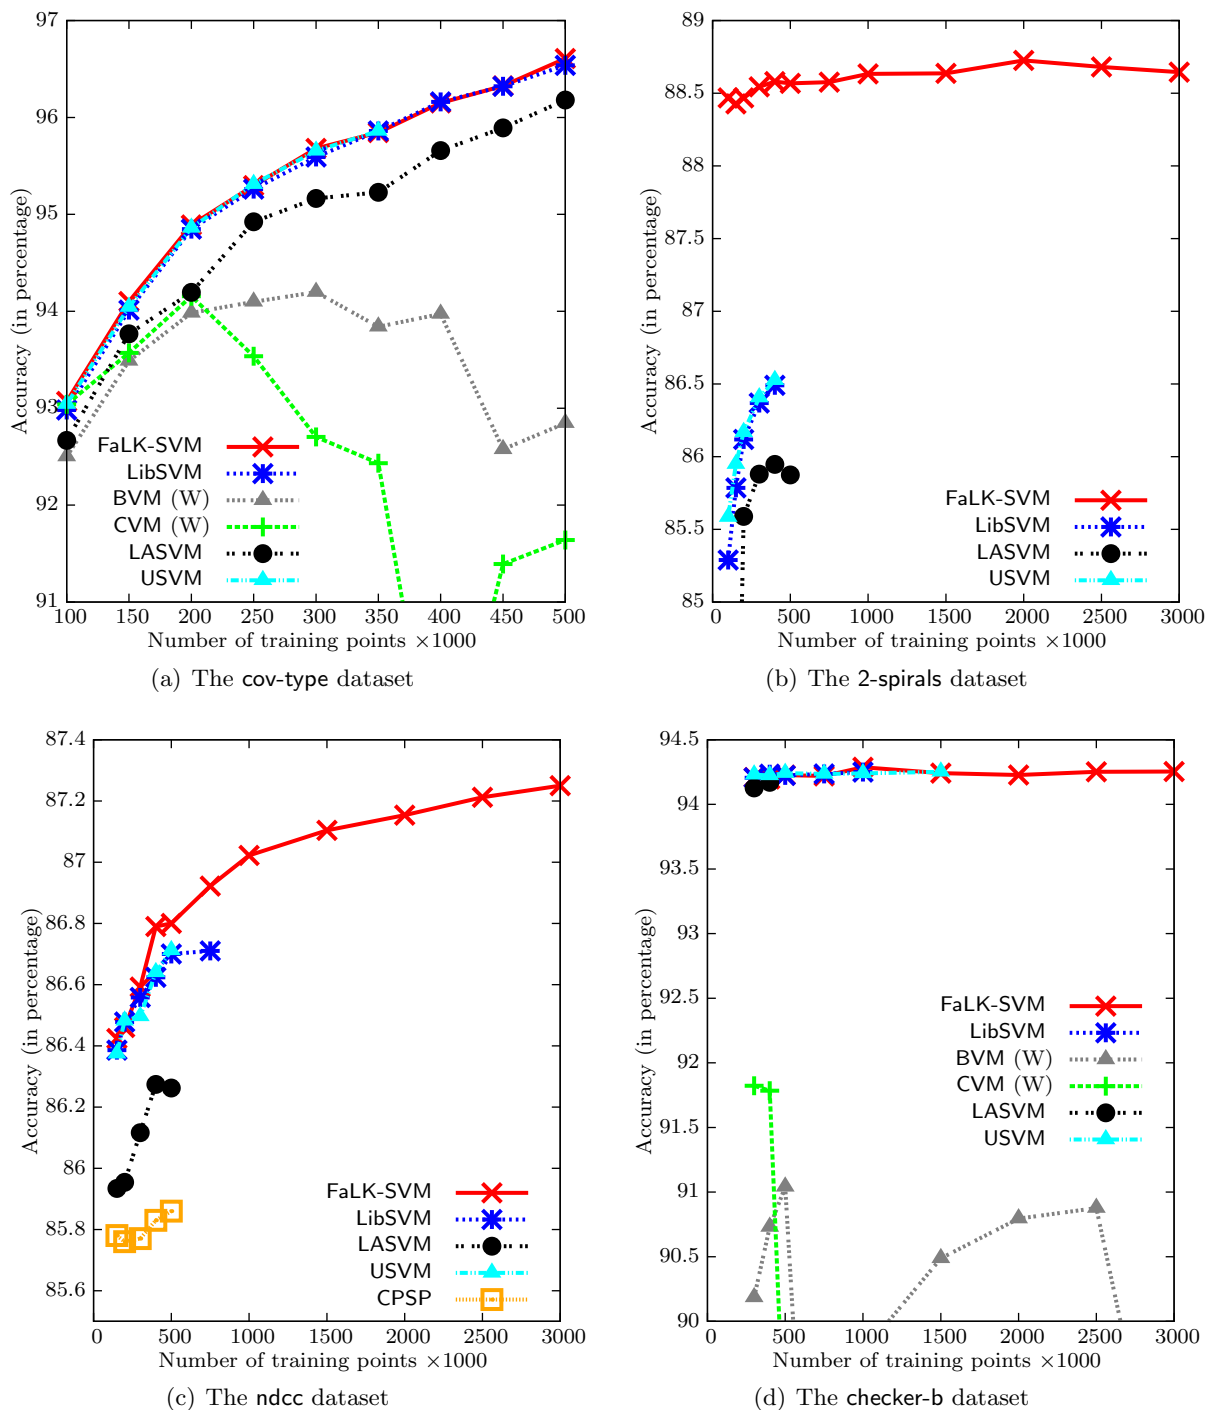 97
96
95
94
93
92
91
100 150 200 250 300 350 400 450 500
Accuracy (in percentage)
Number of training points ×1000
FaLK-SVM
LibSVM
BVM (W)
CVM (W)
LASVM
USVM
(a) The cov-type dataset
89
88.5
88
87.5
87
86.5
86
85.5
85
0 500 1000 1500 2000 2500 3000
Accuracy (in percentage)
Number of training points ×1000
FaLK-SVM
LibSVM
LASVM
USVM
(b) The 2-spirals dataset
87.4
87.2
87
86.8
86.6
86.4
86.2
86
85.8
85.6
0 500 1000 1500 2000 2500 3000
Accuracy (in percentage)
Number of training points ×1000
FaLK-SVM
LibSVM
LASVM
USVM
CPSP
(c) The ndcc dataset
94.5
94
93.5
93
92.5
92
91.5
91
90.5
90
0 500 1000 1500 2000 2500 3000
Accuracy (in percentage)
Number of training points ×1000
FaLK-SVM
LibSVM
BVM (W)
CVM (W)
LASVM
USVM
(d) The checker-b dataset